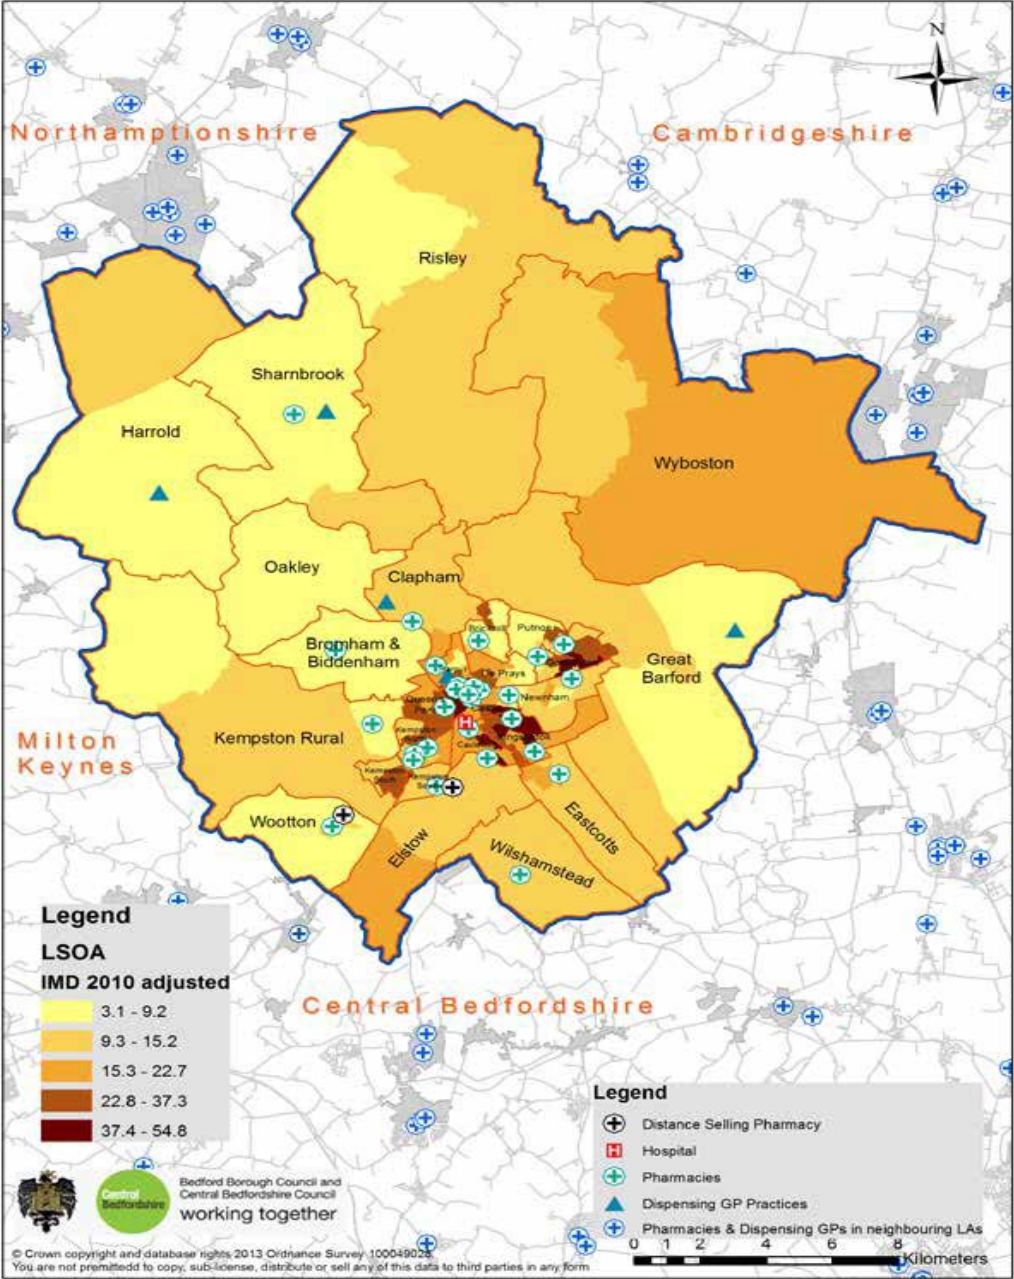 N
Northamptionshire
Cambridgeshire
Risley
Sharnbrook
Harrold
Wyboston
Oakley
Clapham
Putnoe
Bromham &
Biddenham
Great
Barford
De Prays
Newnham
Kempston Rural
Milton
Keynes
Wootton
Elstow
Eastcotts
Wilshamstead
Legend
LSOA
IMD 2010 adjusted
3.1 - 9.2
9.3 - 15.2
15.3 - 22.7
22.8 - 37.3
37.4 - 54.8
Central Bedfordshire
Legend
Distance Selling Pharmacy
H Hospital
Pharmacies
Dispensing GP Practices
Pharmacies & Dispensing GPs in neighbouring LAs
0 1 2 4 6 8
Kilometers
Central
Bedfordshire
Bedford Borough Council and
Central Bedfordshire Council
working together
© Crown copyright and database rights 2013 Ordnance Survey 100049028
You are not premittedd to copy, sub-license, distribute or sell any of this data to third parties in any form